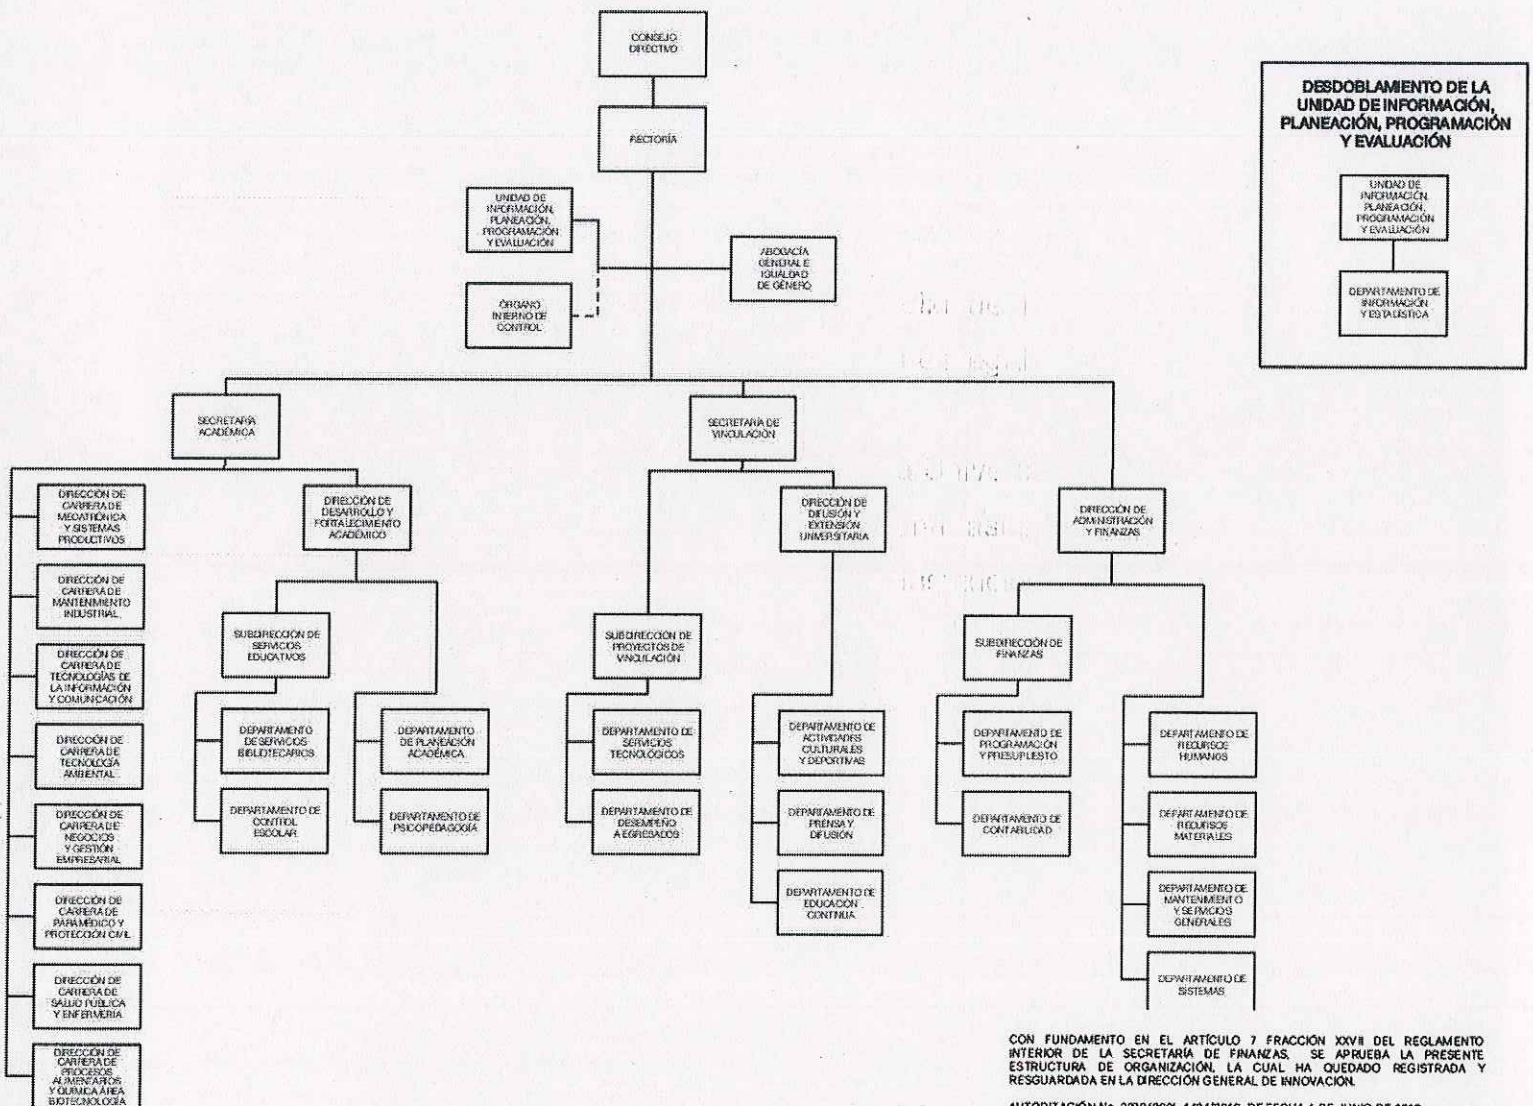 CONSEJO
DIRECTIVO
RECTORÍA
UNIDAD DE
INFORMACIÓN,
PLANEACIÓN,
PROGRAMACIÓN
Y EVALUACIÓN
ABOGACÍA
GENERAL E
IGUALDAD
DE GÉNERO
ÓRGANO
INTERNO DE
CONTROL
DESDOBLAMIENTO DE LA
UNIDAD DE INFORMACIÓN,
PLANEACIÓN, PROGRAMACIÓN
Y EVALUACIÓN
UNIDAD DE
INFORMACIÓN,
PLANEACIÓN,
PROGRAMACIÓN
Y EVALUACIÓN
DEPARTAMENTO DE
INFORMACIÓN
Y ESTADÍSTICA
SECRETARÍA
ACADÉMICA
SECRETARÍA DE
VINCULACIÓN
DIRECCIÓN DE
CARRERA DE
MECATRÓNICA
Y SISTEMAS
PRODUCTIVOS
DIRECCIÓN DE
CARRERA DE
MANTENIMIENTO
INDUSTRIAL
DIRECCIÓN DE
CARRERA DE
TECNOLOGÍAS DE
LA INFORMACIÓN
Y COMUNICACIÓN
DIRECCIÓN DE
CARRERA DE
TECNOLOGÍA
AMBIENTAL
DIRECCIÓN DE
CARRERA DE
NEGOCIOS
Y GESTIÓN
EMPRESARIAL
DIRECCIÓN DE
CARRERA DE
PARAMÉDICO Y
PROTECCIÓN CIVIL
DIRECCIÓN DE
CARRERA DE
SALUD PÚBLICA
Y ENFERMERÍA
DIRECCIÓN DE
CARRERA DE
PROCESOS
ALIMENTARIOS
Y QUÍMICA ÁREA
BIOTECNOLOGÍA
DIRECCIÓN DE
DESARROLLO Y
FORTALECIMIENTO
ACADÉMICO
SUBDIRECCIÓN DE
SERVICIOS
EDUCATIVOS
DEPARTAMENTO
DE SERVICIOS
BIBLIOTECARIOS
DEPARTAMENTO DE
CONTROL
ESCOLAR
DEPARTAMENTO
DE PLANEACIÓN
ACADÉMICA
DEPARTAMENTO DE
PSICOPEDAGOGÍA
SUBDIRECCIÓN DE
PROYECTOS DE
VINCULACIÓN
DEPARTAMENTO DE
SERVICIOS
TECNOLÓGICOS
DEPARTAMENTO DE
DESEMPEÑO
A EGRESADOS
DIRECCIÓN DE
DIFUSIÓN Y
EXTENSIÓN
UNIVERSITARIA
DEPARTAMENTO DE
ACTIVIDADES
CULTURALES
Y DEPORTIVAS
DEPARTAMENTO DE
PRENSA Y
DIFUSIÓN
DEPARTAMENTO DE
EDUCACIÓN
CONTINUA
DIRECCIÓN DE
ADMINISTRACIÓN
Y FINANZAS
SUBDIRECCIÓN DE
FINANZAS
DEPARTAMENTO DE
PROGRAMACIÓN
Y PRESUPUESTO
DEPARTAMENTO DE
CONTABILIDAD
DEPARTAMENTO DE
RECURSOS
HUMANOS
DEPARTAMENTO DE
RECURSOS
MATERIALES
DEPARTAMENTO DE
MANTENIMIENTO
Y SERVICIOS
GENERALES
DEPARTAMENTO DE
SISTEMAS
CON FUNDAMENTO EN EL ARTÍCULO 7 FRACCIÓN XXVII DEL REGLAMENTO
INTERIOR DE LA SECRETARÍA DE FINANZAS, SE APRUEBA LA PRESENTE
ESTRUCTURA DE ORGANIZACIÓN, LA CUAL HA QUEDADO REGISTRADA Y
RESGUARDADA EN LA DIRECCIÓN GENERAL DE INNOVACIÓN.